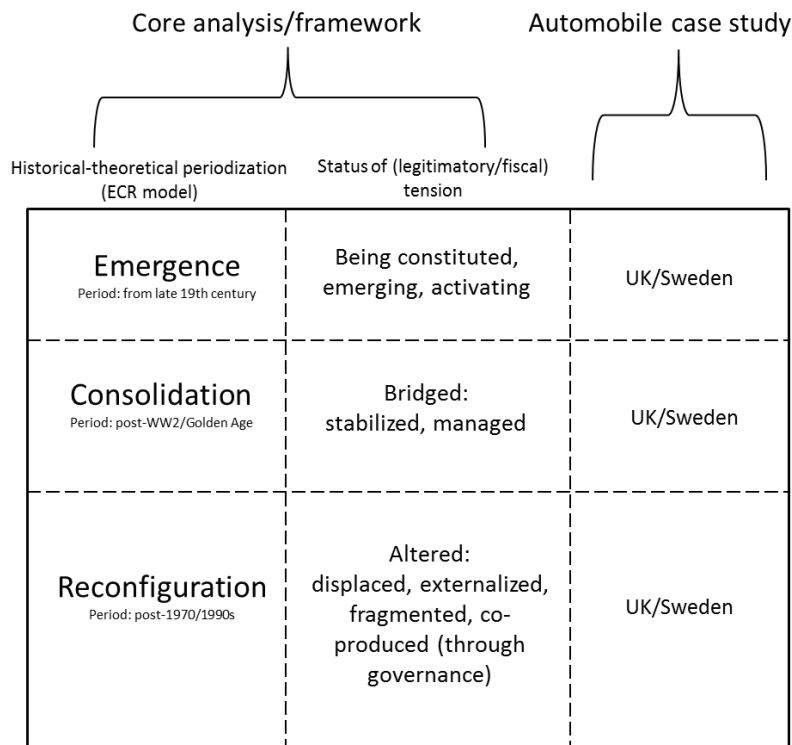 Core analysis/framework
Automobile case study
Historical-theoretical periodization
(ECR model)
Status of (legitimatory/fiscal)
tension
Emergence
Period: from late 19th century
Being constituted,
emerging, activating
UK/Sweden
Consolidation
Period: post-WW2/Golden Age
Bridged:
stabilized, managed
UK/Sweden
Reconfiguration
Period: post-1970/1990s
Altered:
displaced, externalized,
fragmented, co-
produced (through
governance)
UK/Sweden